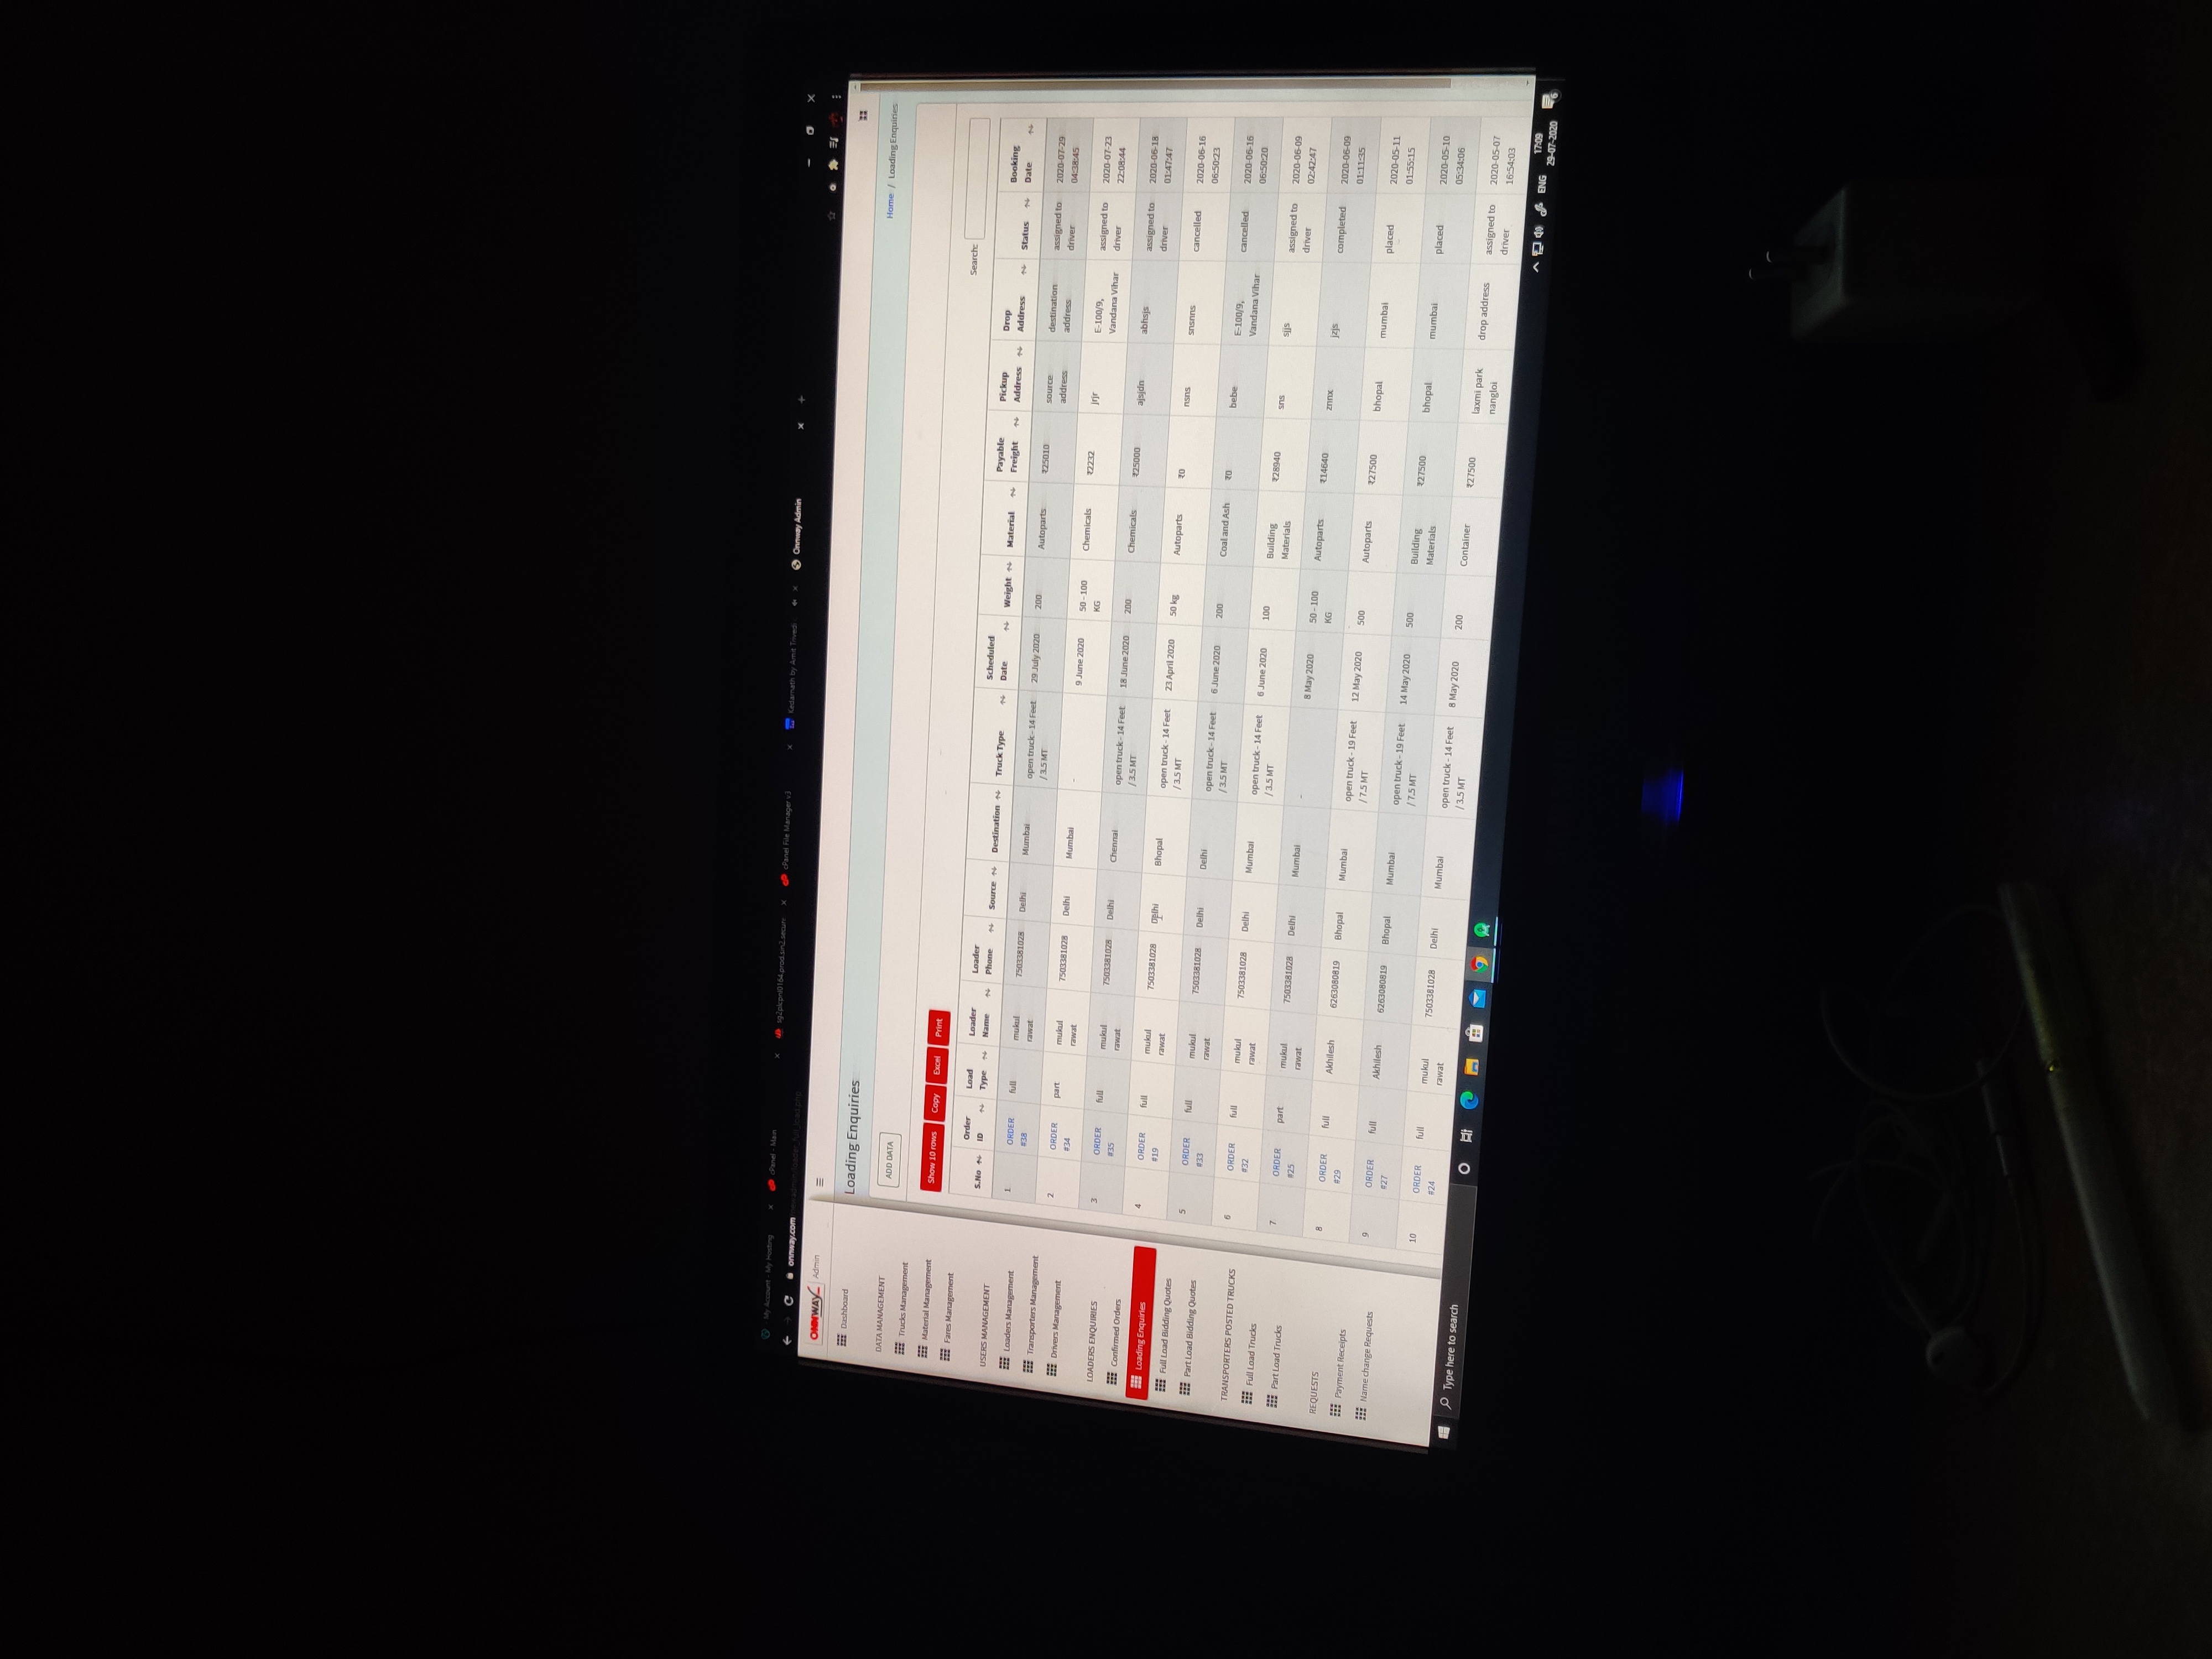 My Account - My Hosting
cPanel - Main
sg2plcpnl0164.prod.sin2.secure
cPanel File Manager v3
Kedarnath by Amit Trivedi
Onnway Admin
onnway.com/newadmin/loader_full_load.php
ONNWAY Admin
Dashboard
DATA MANAGEMENT
Trucks Management
Material Management
Fares Management
USERS MANAGEMENT
Loaders Management
Transporters Management
Drivers Management
LOADERS ENQUIRIES
Confirmed Orders
Loading Enquiries
Full Load Bidding Quotes
Part Load Bidding Quotes
TRANSPORTERS POSTED TRUCKS
Full Load Trucks
Part Load Trucks
REQUESTS
Payment Receipts
Name change Requests
Loading Enquiries
Home / Loading Enquiries
ADD DATA
Show 10 rows Copy Excel Print
Search:
S.No Order ID Load Type Loader Name Loader Phone Source Destination Truck Type Scheduled Date Weight Material Payable Freight Pickup Address Drop Address Status Booking Date
1 ORDER #38 full mukul rawat 7503381028 Delhi Mumbai open truck - 14 Feet / 3.5 MT 29 July 2020 200 Autoparts ₹25010 source address destination address assigned to driver 2020-07-29 04:38:45
2 ORDER #34 part mukul rawat 7503381028 Delhi Mumbai - 9 June 2020 50 - 100 KG Chemicals ₹2232 jrjr E-100/9, Vandana Vihar assigned to driver 2020-07-23 22:08:44
3 ORDER #35 full mukul rawat 7503381028 Delhi Chennai open truck - 14 Feet / 3.5 MT 18 June 2020 200 Chemicals ₹25000 ajsjdn abhsjs assigned to driver 2020-06-18 01:47:47
4 ORDER #19 full mukul rawat 7503381028 Delhi Bhopal open truck - 14 Feet / 3.5 MT 23 April 2020 50 kg Autoparts ₹0 nsns snsnns cancelled 2020-06-16 06:50:23
5 ORDER #33 full mukul rawat 7503381028 Delhi Delhi open truck - 14 Feet / 3.5 MT 6 June 2020 200 Coal and Ash ₹0 bebe E-100/9, Vandana Vihar cancelled 2020-06-16 06:50:20
6 ORDER #32 full mukul rawat 7503381028 Delhi Mumbai open truck - 14 Feet / 3.5 MT 6 June 2020 100 Building Materials ₹28940 sns sjjs assigned to driver 2020-06-09 02:42:47
7 ORDER #25 part mukul rawat 7503381028 Delhi Mumbai - 8 May 2020 50 - 100 KG Autoparts ₹14640 znnx jzjs completed 2020-06-09 01:11:35
8 ORDER #29 full Akhilesh 6263080819 Bhopal Mumbai open truck - 19 Feet / 7.5 MT 12 May 2020 500 Autoparts ₹27500 bhopal mumbai placed 2020-05-11 01:55:15
9 ORDER #27 full Akhilesh 6263080819 Bhopal Mumbai open truck - 19 Feet / 7.5 MT 14 May 2020 500 Building Materials ₹27500 bhopal mumbai placed 2020-05-10 05:34:06
10 ORDER #24 full mukul rawat 7503381028 Delhi Mumbai open truck - 14 Feet / 3.5 MT 8 May 2020 200 Container ₹27500 laxmi park nangloi drop address assigned to driver 2020-05-07 16:54:03
Type here to search
ENG
17:09
29-07-2020
6